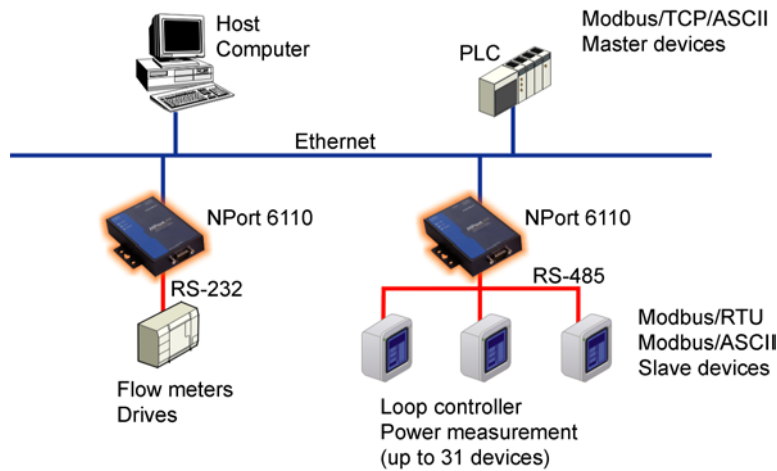 Host
Computer
PLC
Modbus/TCP/ASCII
Master devices
Ethernet
NPort 6110
NPort 6110
RS-232
RS-485
Flow meters
Drives
Loop controller
Power measurement
(up to 31 devices)
Modbus/RTU
Modbus/ASCII
Slave devices